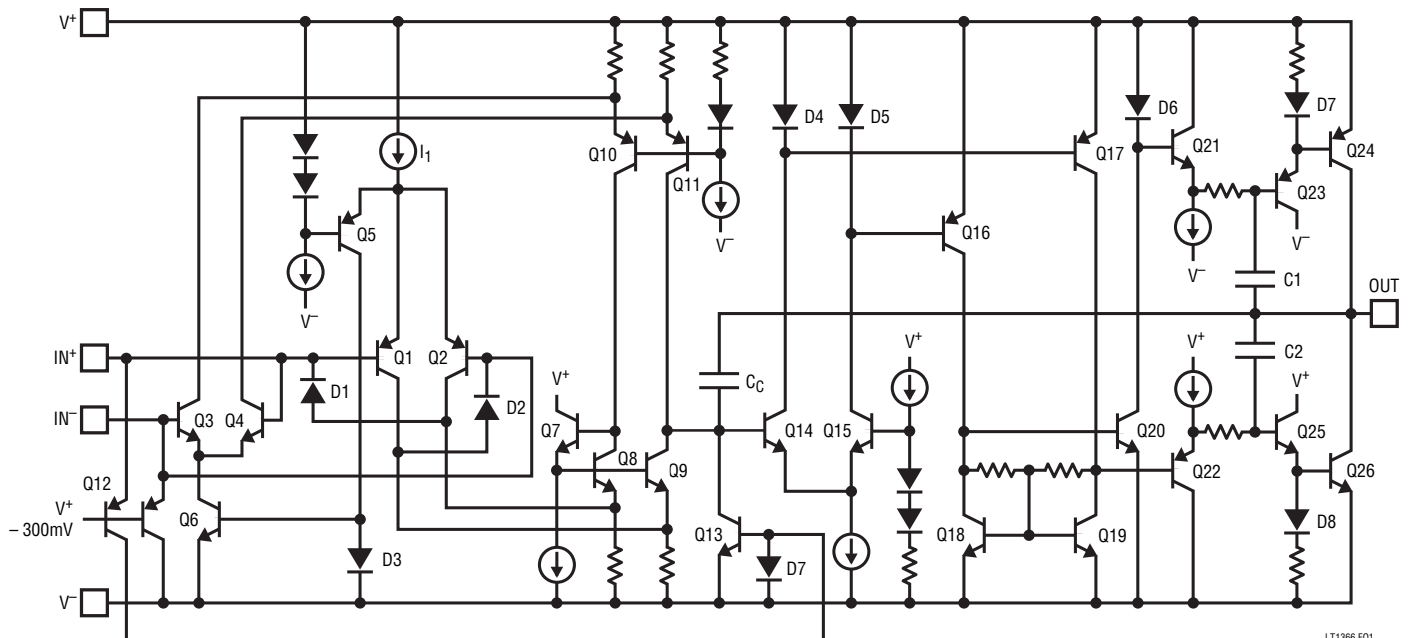 V+
Q10
Q11
I1
D4
D5
Q17
D6
Q21
D7
Q24
Q5
V–
V–
Q16
V–
Q23
V–
C1
OUT
IN+
Q1
Q2
D1
D2
CC
V+
V+
C2
V+
IN–
Q3
Q4
V+
Q7
Q8
Q9
Q14
Q15
Q20
Q22
Q25
Q26
Q12
V+
– 300mV
Q6
D3
Q13
D7
Q18
Q19
D8
V–
LT1366 F01